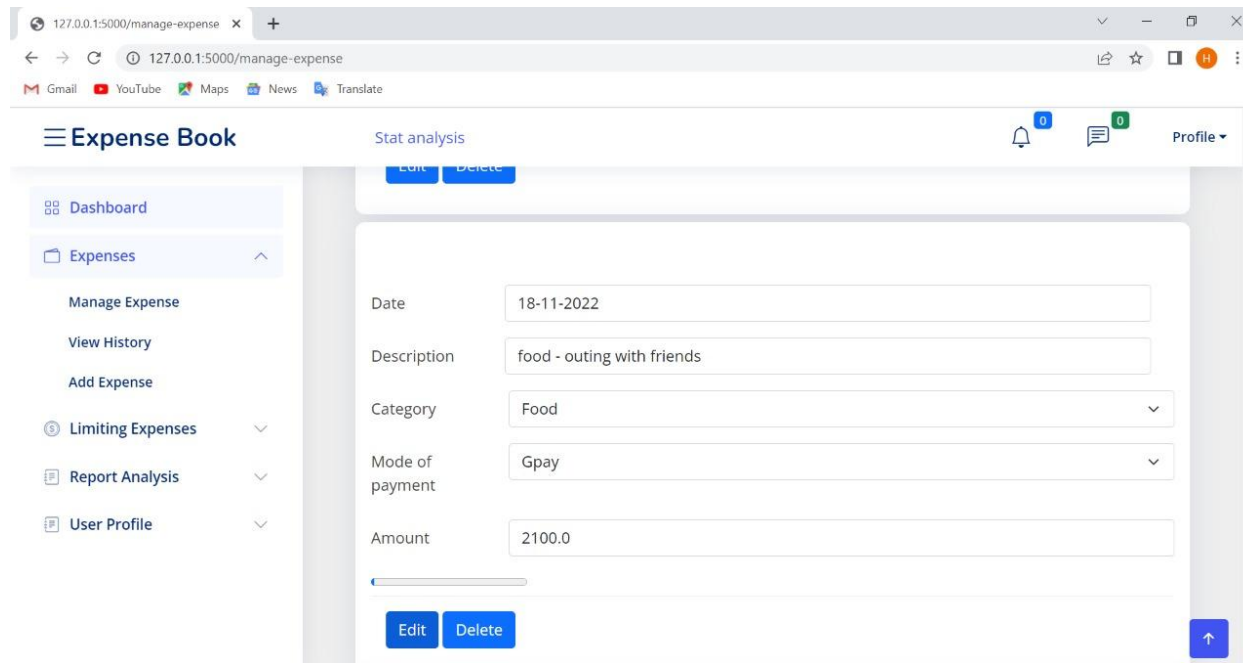 127.0.0.1:5000/manage-expense
127.0.0.1:5000/manage-expense
H
Gmail YouTube Maps News Translate
Expense Book Stat analysis 0 0 Profile
Edit Delete
Dashboard
Expenses
Manage Expense
View History
Add Expense
Limiting Expenses
Report Analysis
User Profile
Date 18-11-2022
Description food - outing with friends
Category Food
Mode of payment Gpay
Amount 2100.0
Edit Delete